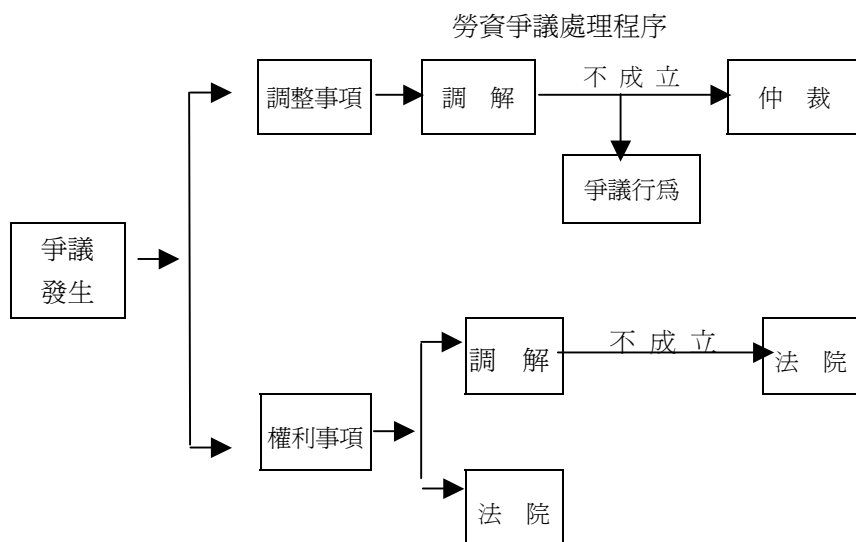 勞資爭議處理程序
調整事項
調 解
不 成 立
仲 裁
爭議行為
爭議
發生
權利事項
調 解
不 成 立
法 院
法 院